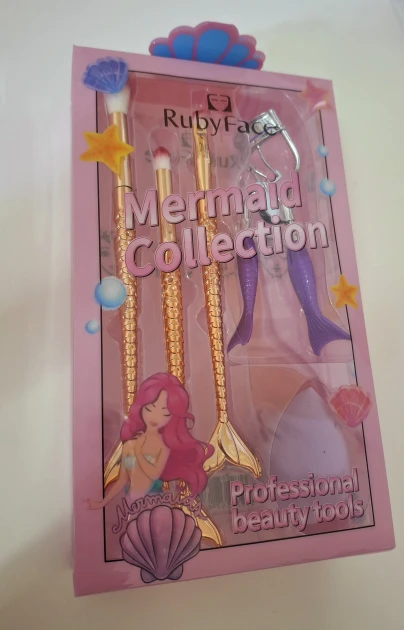 RubyFace
Mermaid
Collection
Professional
beauty tools